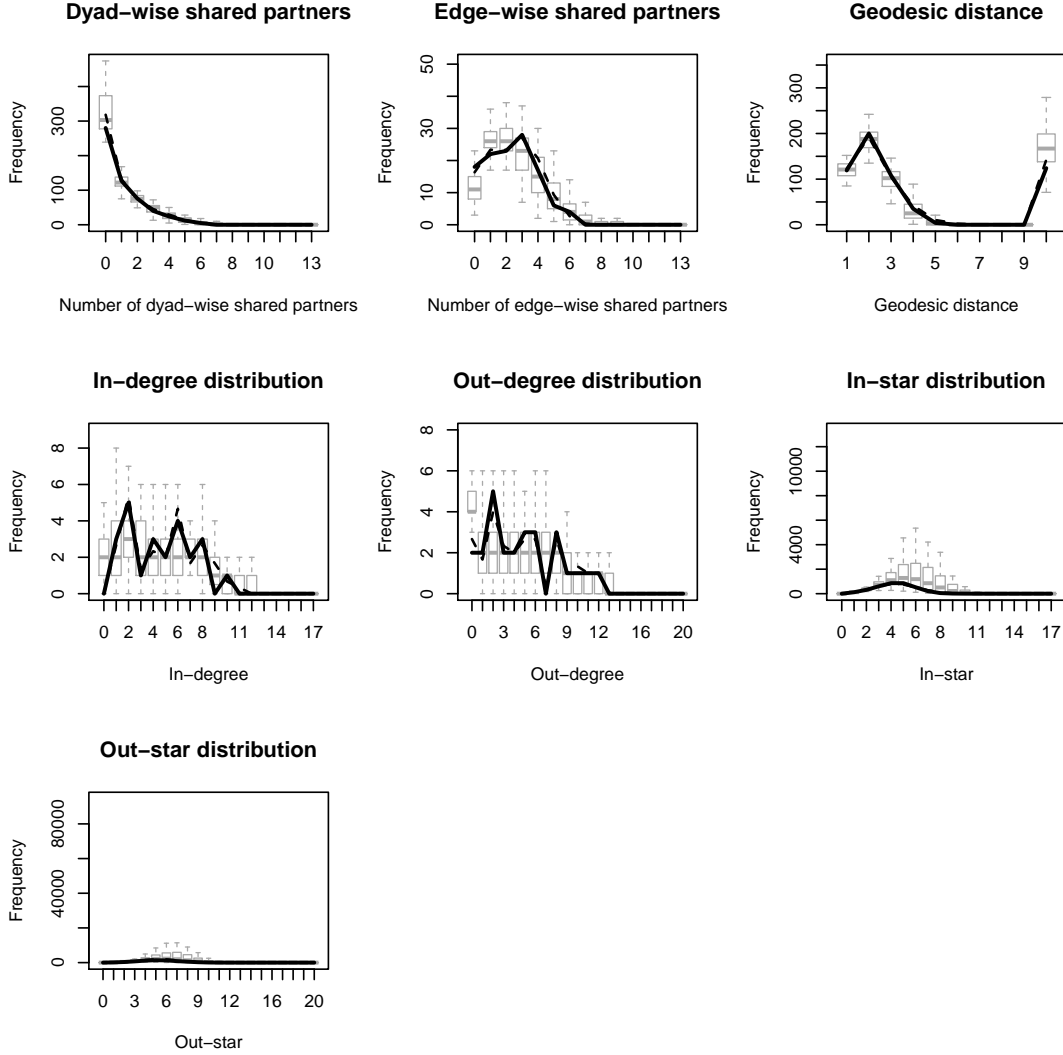 Dyad−wise shared partners
Edge−wise shared partners
Geodesic distance
Frequency
0 100 300
0 2 4 6 8 10 13
Number of dyad−wise shared partners
Frequency
0 10 30 50
0 2 4 6 8 10 13
Number of edge−wise shared partners
Frequency
0 100 200 300
1 3 5 7 9
Geodesic distance
In−degree distribution
Out−degree distribution
In−star distribution
Frequency
0 2 4 6 8
0 2 4 6 8 11 14 17
In−degree
Frequency
0 2 4 6 8
0 3 6 9 12 16 20
Out−degree
Frequency
0 4000 10000
0 2 4 6 8 11 14 17
In−star
Out−star distribution
Frequency
0 40000 80000
0 3 6 9 12 16 20
Out−star